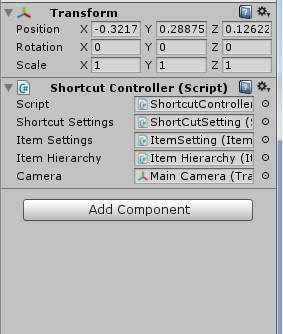 Transform
Position X -0.3217 Y 0.28875 Z 0.12622
Rotation X 0 Y 0 Z 0
Scale X 1 Y 1 Z 1
Shortcut Controller (Script)
Script ShortcutController
Shortcut Settings ShortCutSetting (
Item Settings ItemSetting (Item
Item Hierarchy Item Hierarchy (I
Camera Main Camera (Tra
Add Component